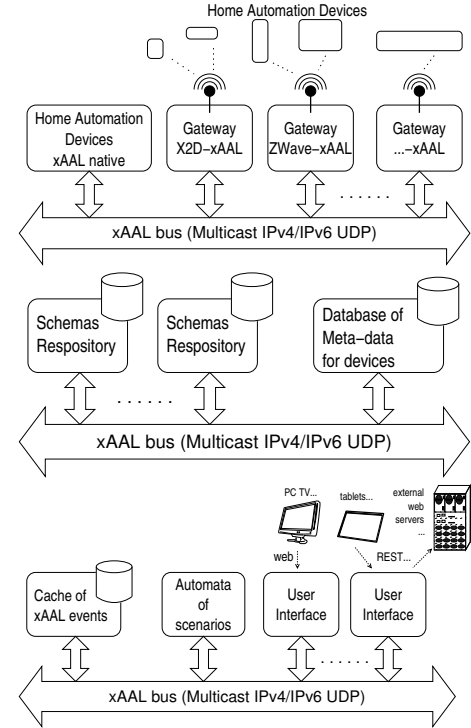 Home Automation Devices
Home Automation
Devices
xAAL native
Gateway
X2D−xAAL
Gateway
ZWave−xAAL
Gateway
...−xAAL
......
xAAL bus (Multicast IPv4/IPv6 UDP)
Schemas
Respository
Schemas
Respository
Database of
Meta−data
for devices
......
xAAL bus (Multicast IPv4/IPv6 UDP)
PC TV...
tablets...
external
web
servers
...
web
REST...
Cache of
xAAL events
Automata
of
scenarios
User
Interface
User
Interface
......
xAAL bus (Multicast IPv4/IPv6 UDP)